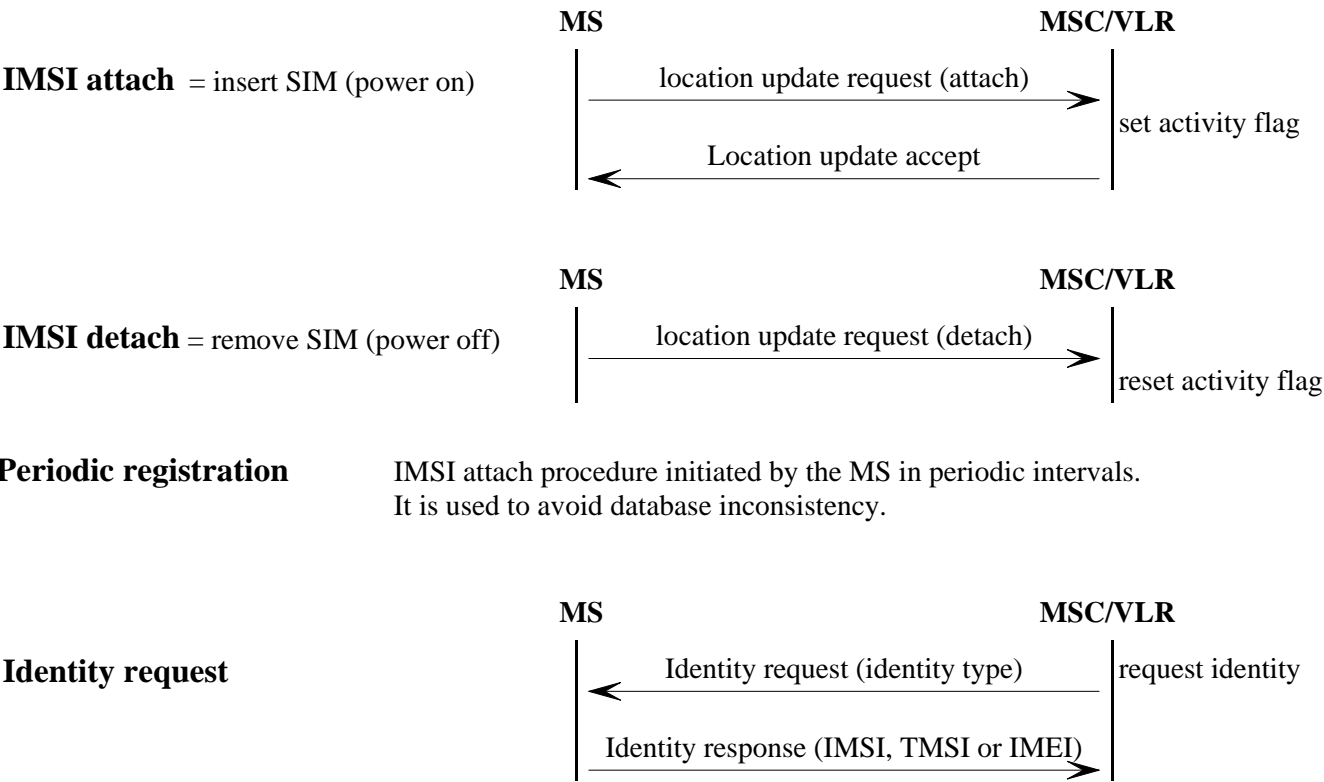 MS MSC/VLR
IMSI attach = insert SIM (power on)
location update request (attach)
set activity flag
Location update accept
MS MSC/VLR
IMSI detach = remove SIM (power off)
location update request (detach)
reset activity flag
Periodic registration
IMSI attach procedure initiated by the MS in periodic intervals.
It is used to avoid database inconsistency.
MS MSC/VLR
Identity request
Identity request (identity type)
request identity
Identity response (IMSI, TMSI or IMEI)